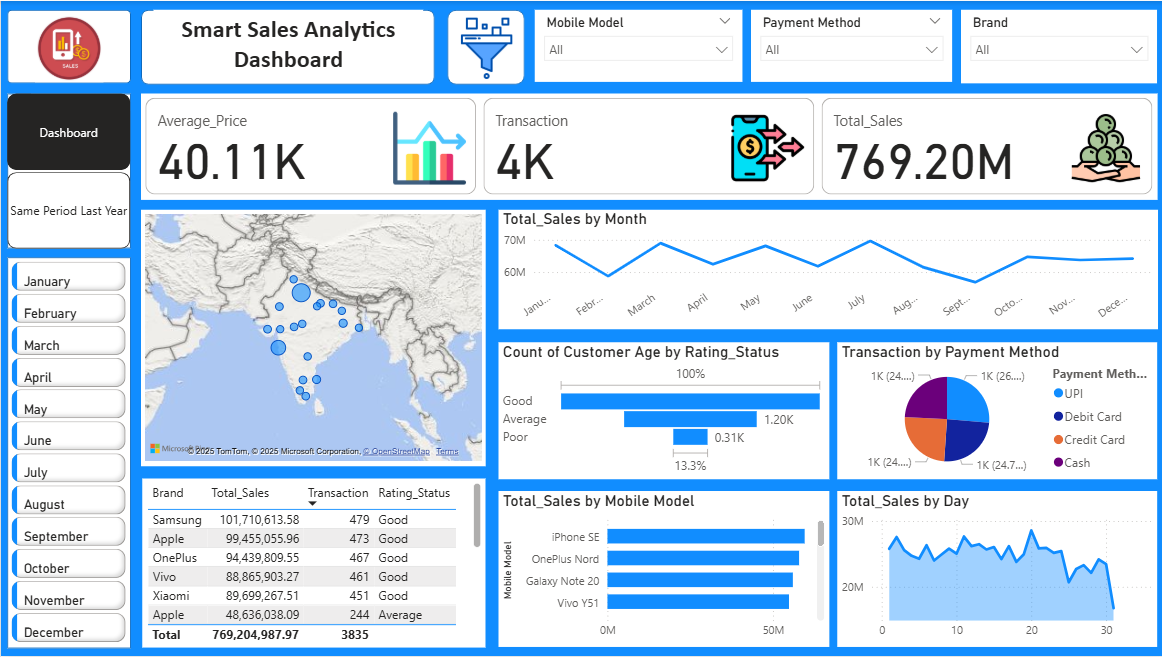 SALES
Smart Sales Analytics
Dashboard
Mobile Model
All
Payment Method
All
Brand
All
Dashboard
Same Period Last Year
Average_Price
40.11K
Transaction
4K
Total_Sales
769.20M
January
February
March
April
May
June
July
August
September
October
November
December
Microsoft Bing
© 2025 TomTom, © 2025 Microsoft Corporation, © OpenStreetMap Terms
Total_Sales by Month
70M
60M
Janu...
Febr...
March
April
May
June
July
Aug...
Sept...
Octo...
Nov...
Dece...
Count of Customer Age by Rating_Status
100%
Good
Average 1.20K
Poor 0.31K
13.3%
Transaction by Payment Method
1K (24....)
1K (26....)
1K (24....)
1K (24.7...)
Payment Meth...
UPI
Debit Card
Credit Card
Cash
Brand Total_Sales Transaction Rating_Status
Samsung 101,710,613.58 479 Good
Apple 99,455,055.96 473 Good
OnePlus 94,439,809.55 467 Good
Vivo 88,865,903.27 461 Good
Xiaomi 89,699,267.51 451 Good
Apple 48,636,038.09 244 Average
Total 769,204,987.97 3835
Total_Sales by Mobile Model
Mobile Model
iPhone SE
OnePlus Nord
Galaxy Note 20
Vivo Y51
0M 50M
Total_Sales by Day
30M
20M
0 10 20 30